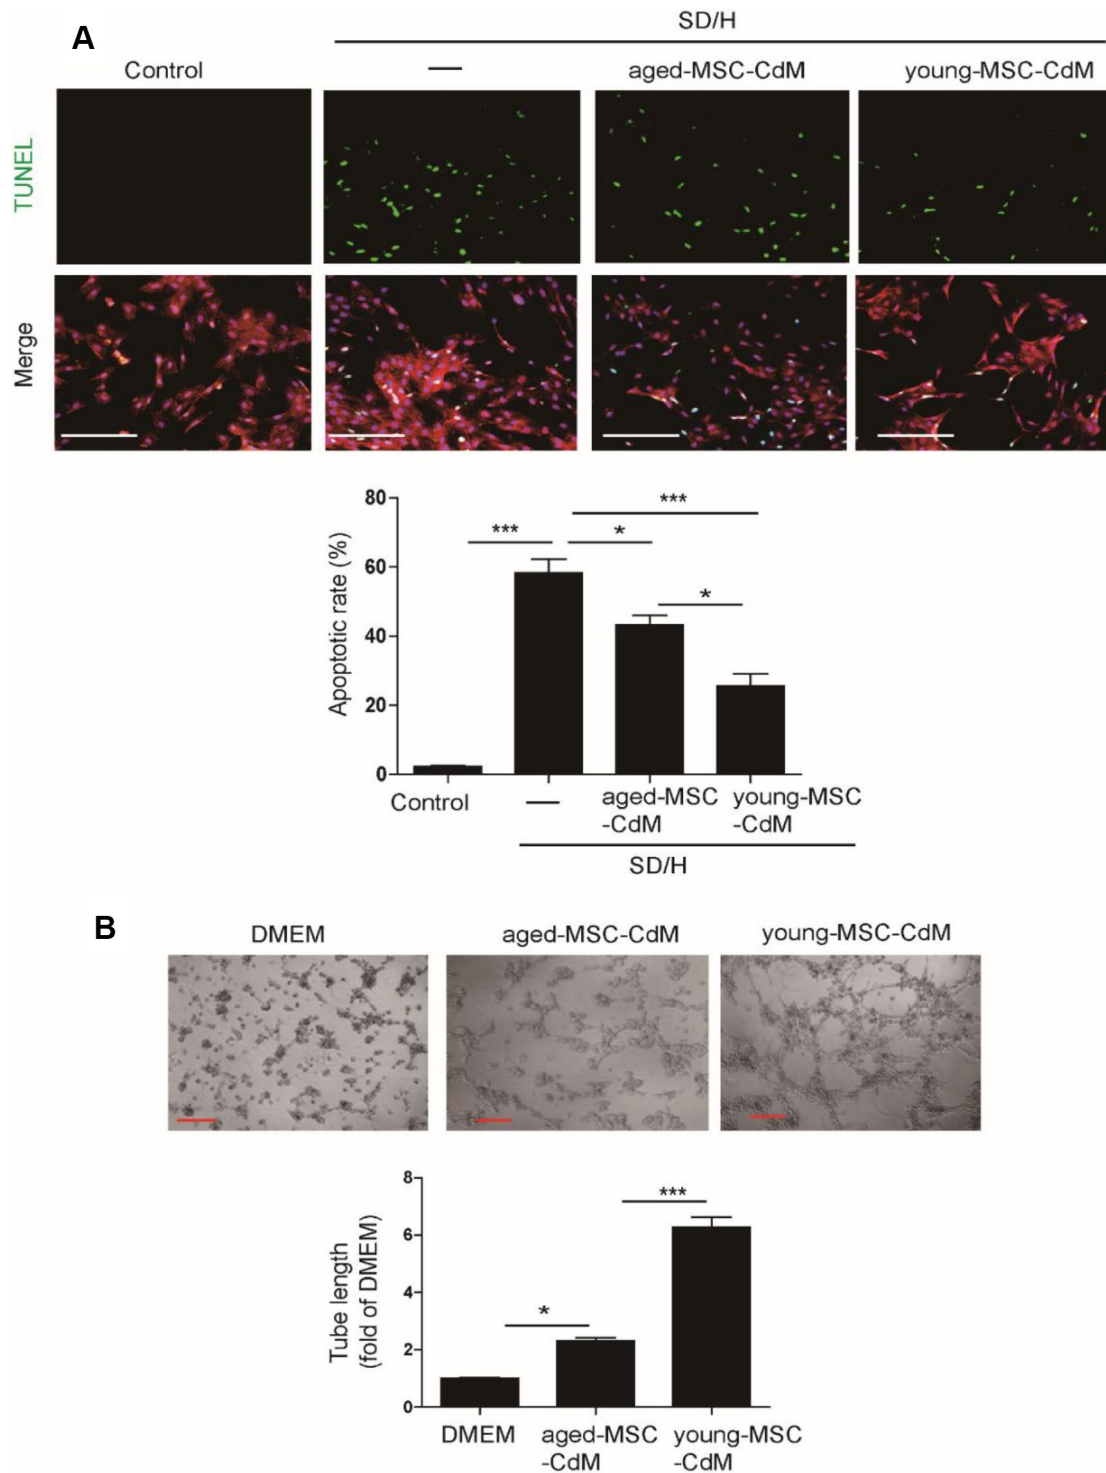 A
SD/H
Control
—
aged-MSC-CdM
young-MSC-CdM
TUNEL
Merge
Apoptotic rate (%)
80
60
40
20
0
***
*
***
*
Control
—
aged-MSC
-CdM
young-MSC
-CdM
SD/H
B
DMEM
aged-MSC-CdM
young-MSC-CdM
Tube length
(fold of DMEM)
8
6
4
2
0
*
***
DMEM
aged-MSC
-CdM
young-MSC
-CdM